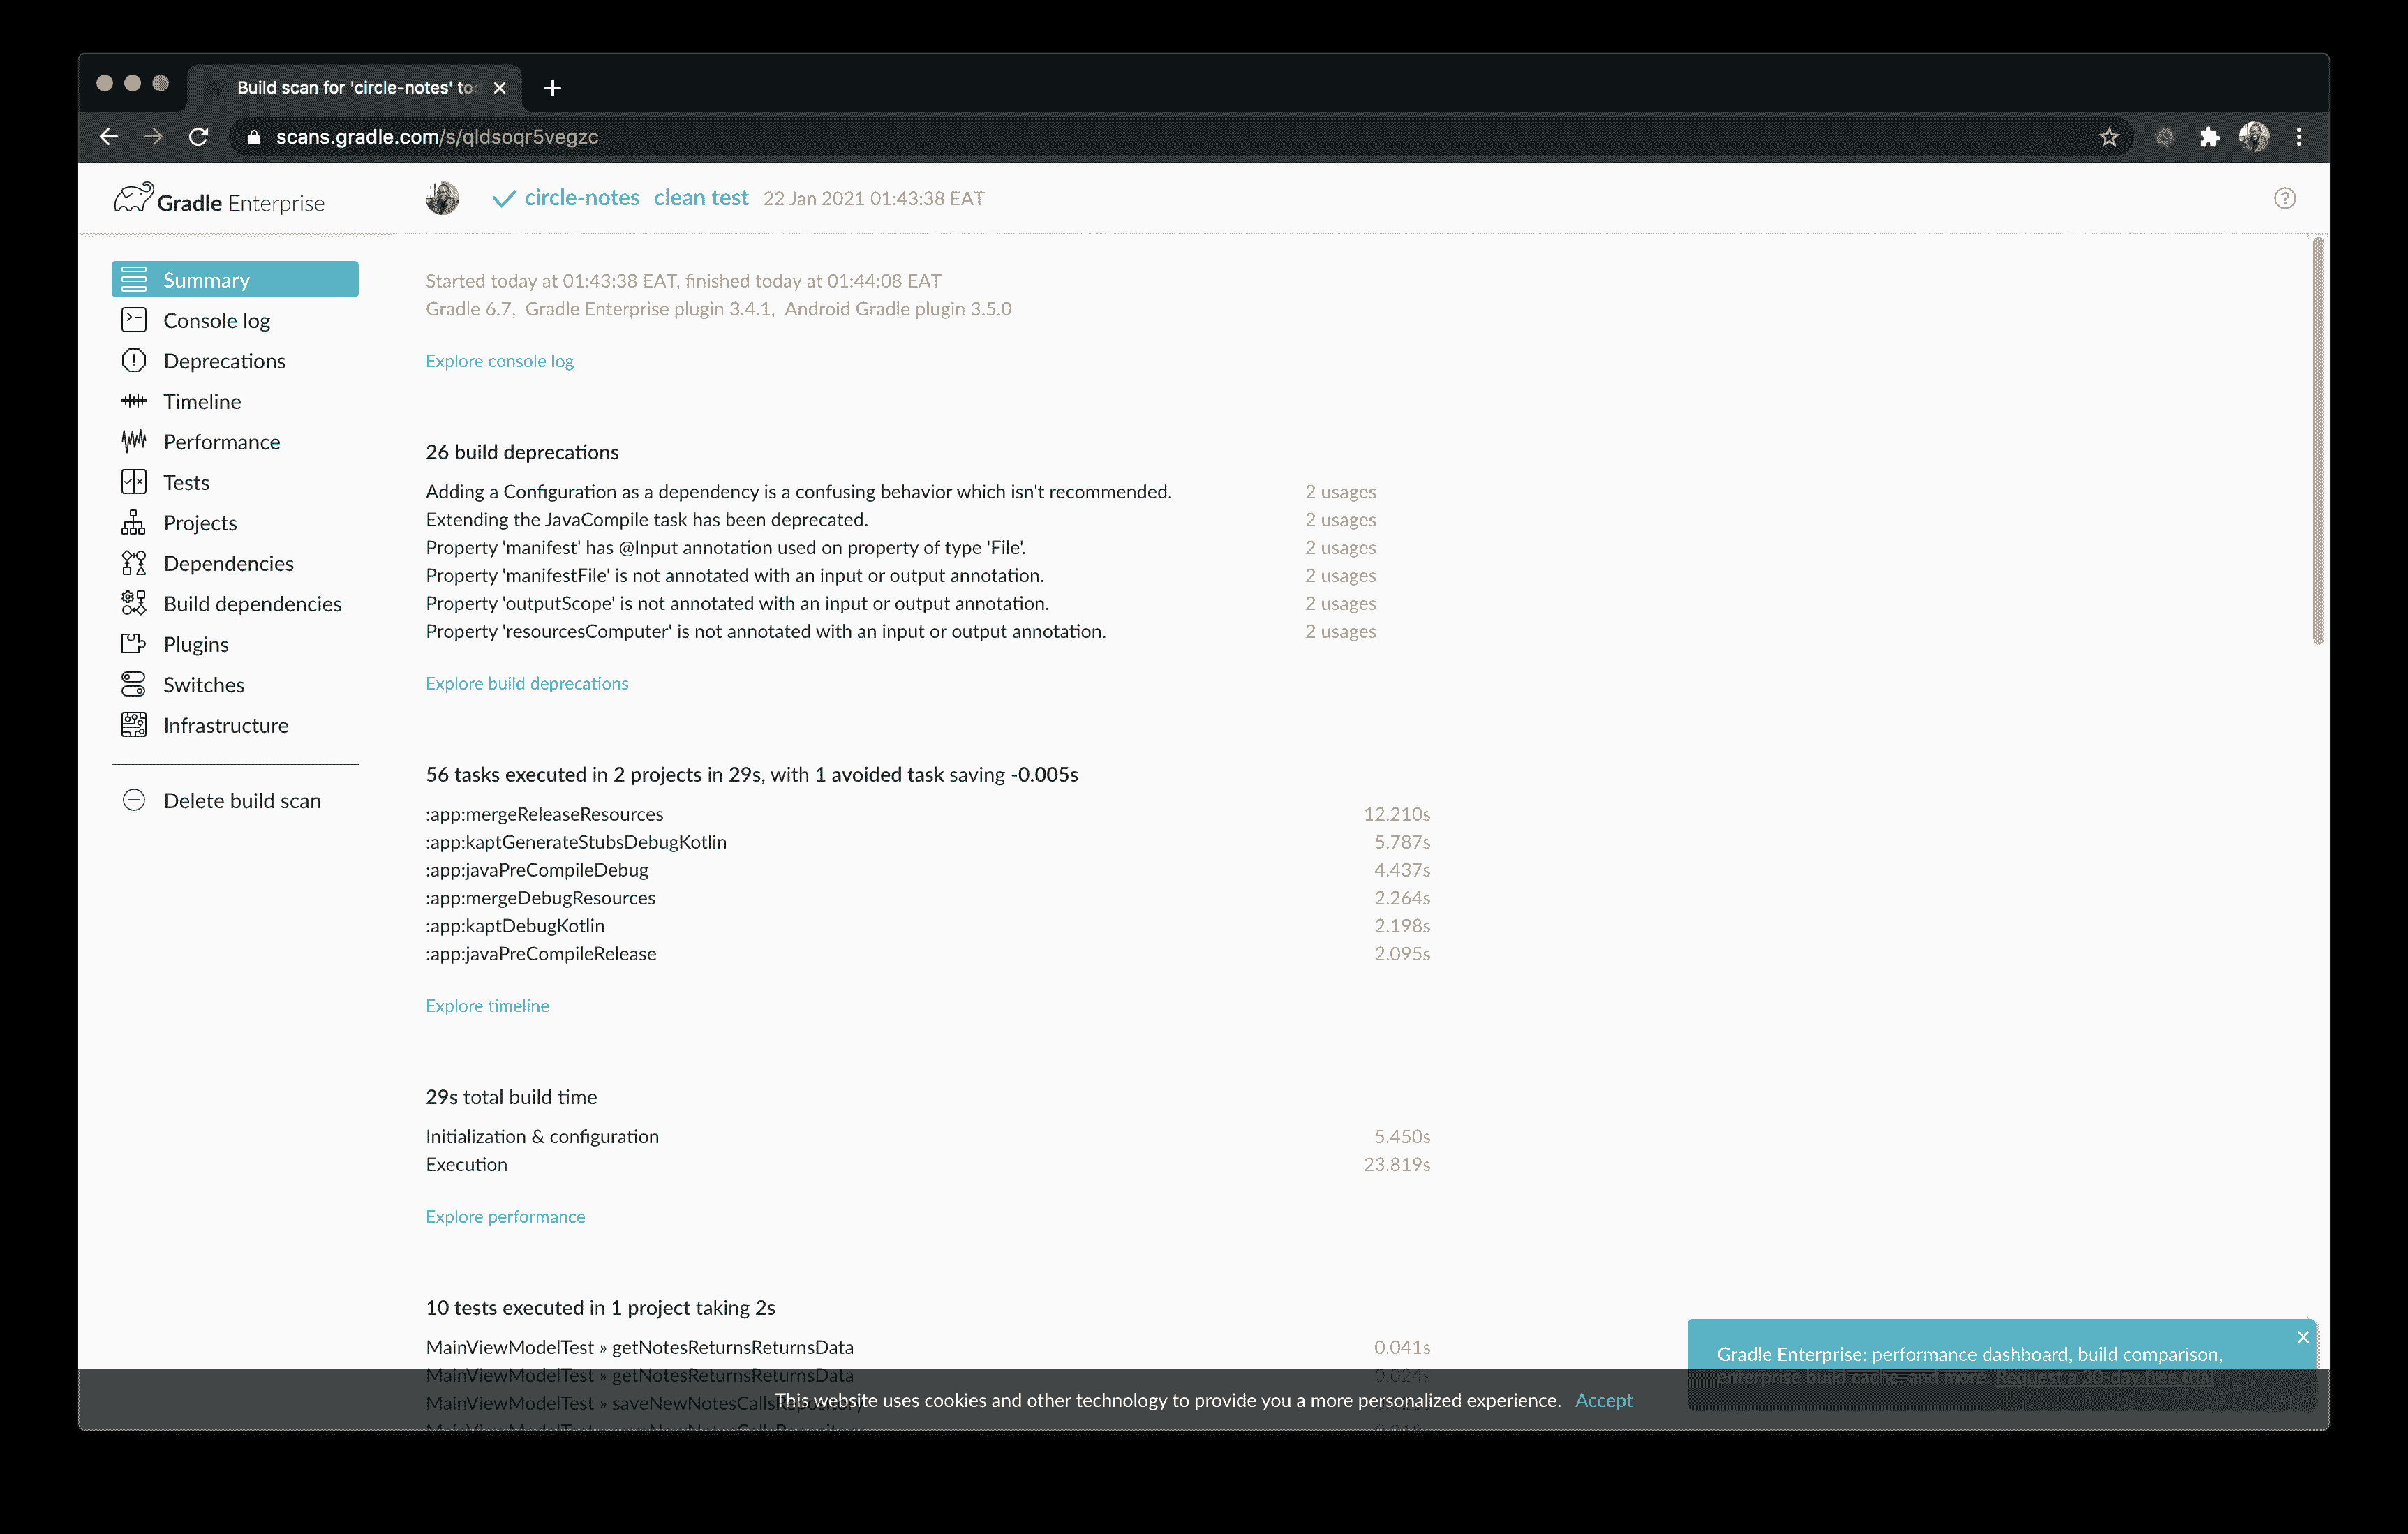 Build scan for 'circle-notes' tod
scans.gradle.com/s/qldsoqr5vegzc
Gradle Enterprise
circle-notes clean test 22 Jan 2021 01:43:38 EAT
Summary
Console log
Deprecations
Timeline
Performance
Tests
Projects
Dependencies
Build dependencies
Plugins
Switches
Infrastructure
Delete build scan
Started today at 01:43:38 EAT, finished today at 01:44:08 EAT
Gradle 6.7, Gradle Enterprise plugin 3.4.1, Android Gradle plugin 3.5.0
Explore console log
26 build deprecations
Adding a Configuration as a dependency is a confusing behavior which isn't recommended. 2 usages
Extending the JavaCompile task has been deprecated. 2 usages
Property 'manifest' has @Input annotation used on property of type 'File'. 2 usages
Property 'manifestFile' is not annotated with an input or output annotation. 2 usages
Property 'outputScope' is not annotated with an input or output annotation. 2 usages
Property 'resourcesComputer' is not annotated with an input or output annotation. 2 usages
Explore build deprecations
56 tasks executed in 2 projects in 29s, with 1 avoided task saving -0.005s
:app:mergeReleaseResources 12.210s
:app:kaptGenerateStubsDebugKotlin 5.787s
:app:javaPreCompileDebug 4.437s
:app:mergeDebugResources 2.264s
:app:kaptDebugKotlin 2.198s
:app:javaPreCompileRelease 2.095s
Explore timeline
29s total build time
Initialization & configuration 5.450s
Execution 23.819s
Explore performance
10 tests executed in 1 project taking 2s
MainViewModelTest » getNotesReturnsReturnsData 0.041s
MainViewModelTest » getNotesReturnsReturnsData 0.024s
MainViewModelTest » saveNewNotesCallsRepository
MainViewModelTest » saveNewNotesCallsRepository 0.018s
Gradle Enterprise: performance dashboard, build comparison,
enterprise build cache, and more. Request a 30-day free trial
This website uses cookies and other technology to provide you a more personalized experience. Accept